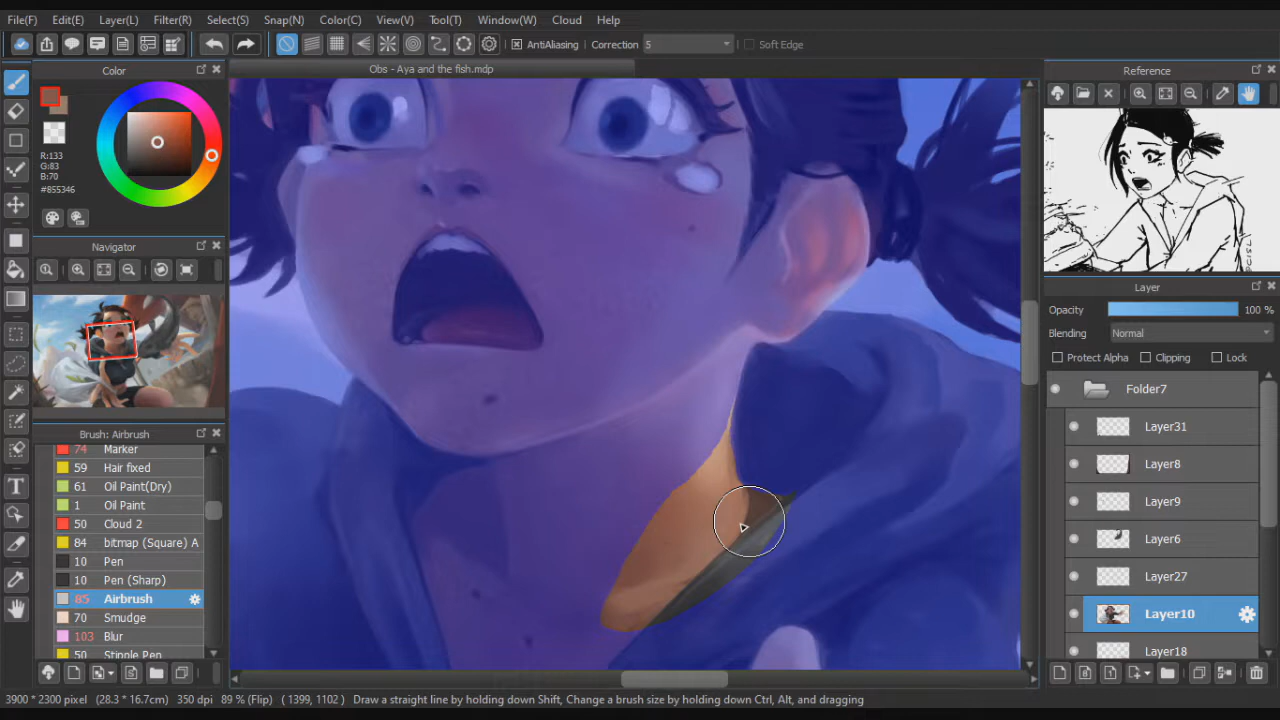 File(F) Edit(E) Layer(L) Filter(R) Select(S) Snap(N) Color(C) View(V) Tool(T) Window(W) Cloud Help
AntiAliasing Correction 5 Soft Edge
Color
R:133
G:83
B:70
#855346
Navigator
Brush: Airbrush
74 Marker
59 Hair fixed
61 Oil Paint(Dry)
1 Oil Paint
50 Cloud 2
84 bitmap (Square) A
10 Pen
10 Pen (Sharp)
85 Airbrush
70 Smudge
103 Blur
50 Stipple Pen
Obs - Aya and the fish.mdp
Reference
Layer
Opacity 100 %
Blending Normal
Protect Alpha Clipping Lock
Folder7
Layer31
Layer8
Layer9
Layer6
Layer27
Layer10
Layer18
3900 * 2300 pixel (28.3 * 16.7cm) 350 dpi 89 % (Flip) ( 1399, 1102 ) Draw a straight line by holding down Shift, Change a brush size by holding down Ctrl, Alt, and dragging